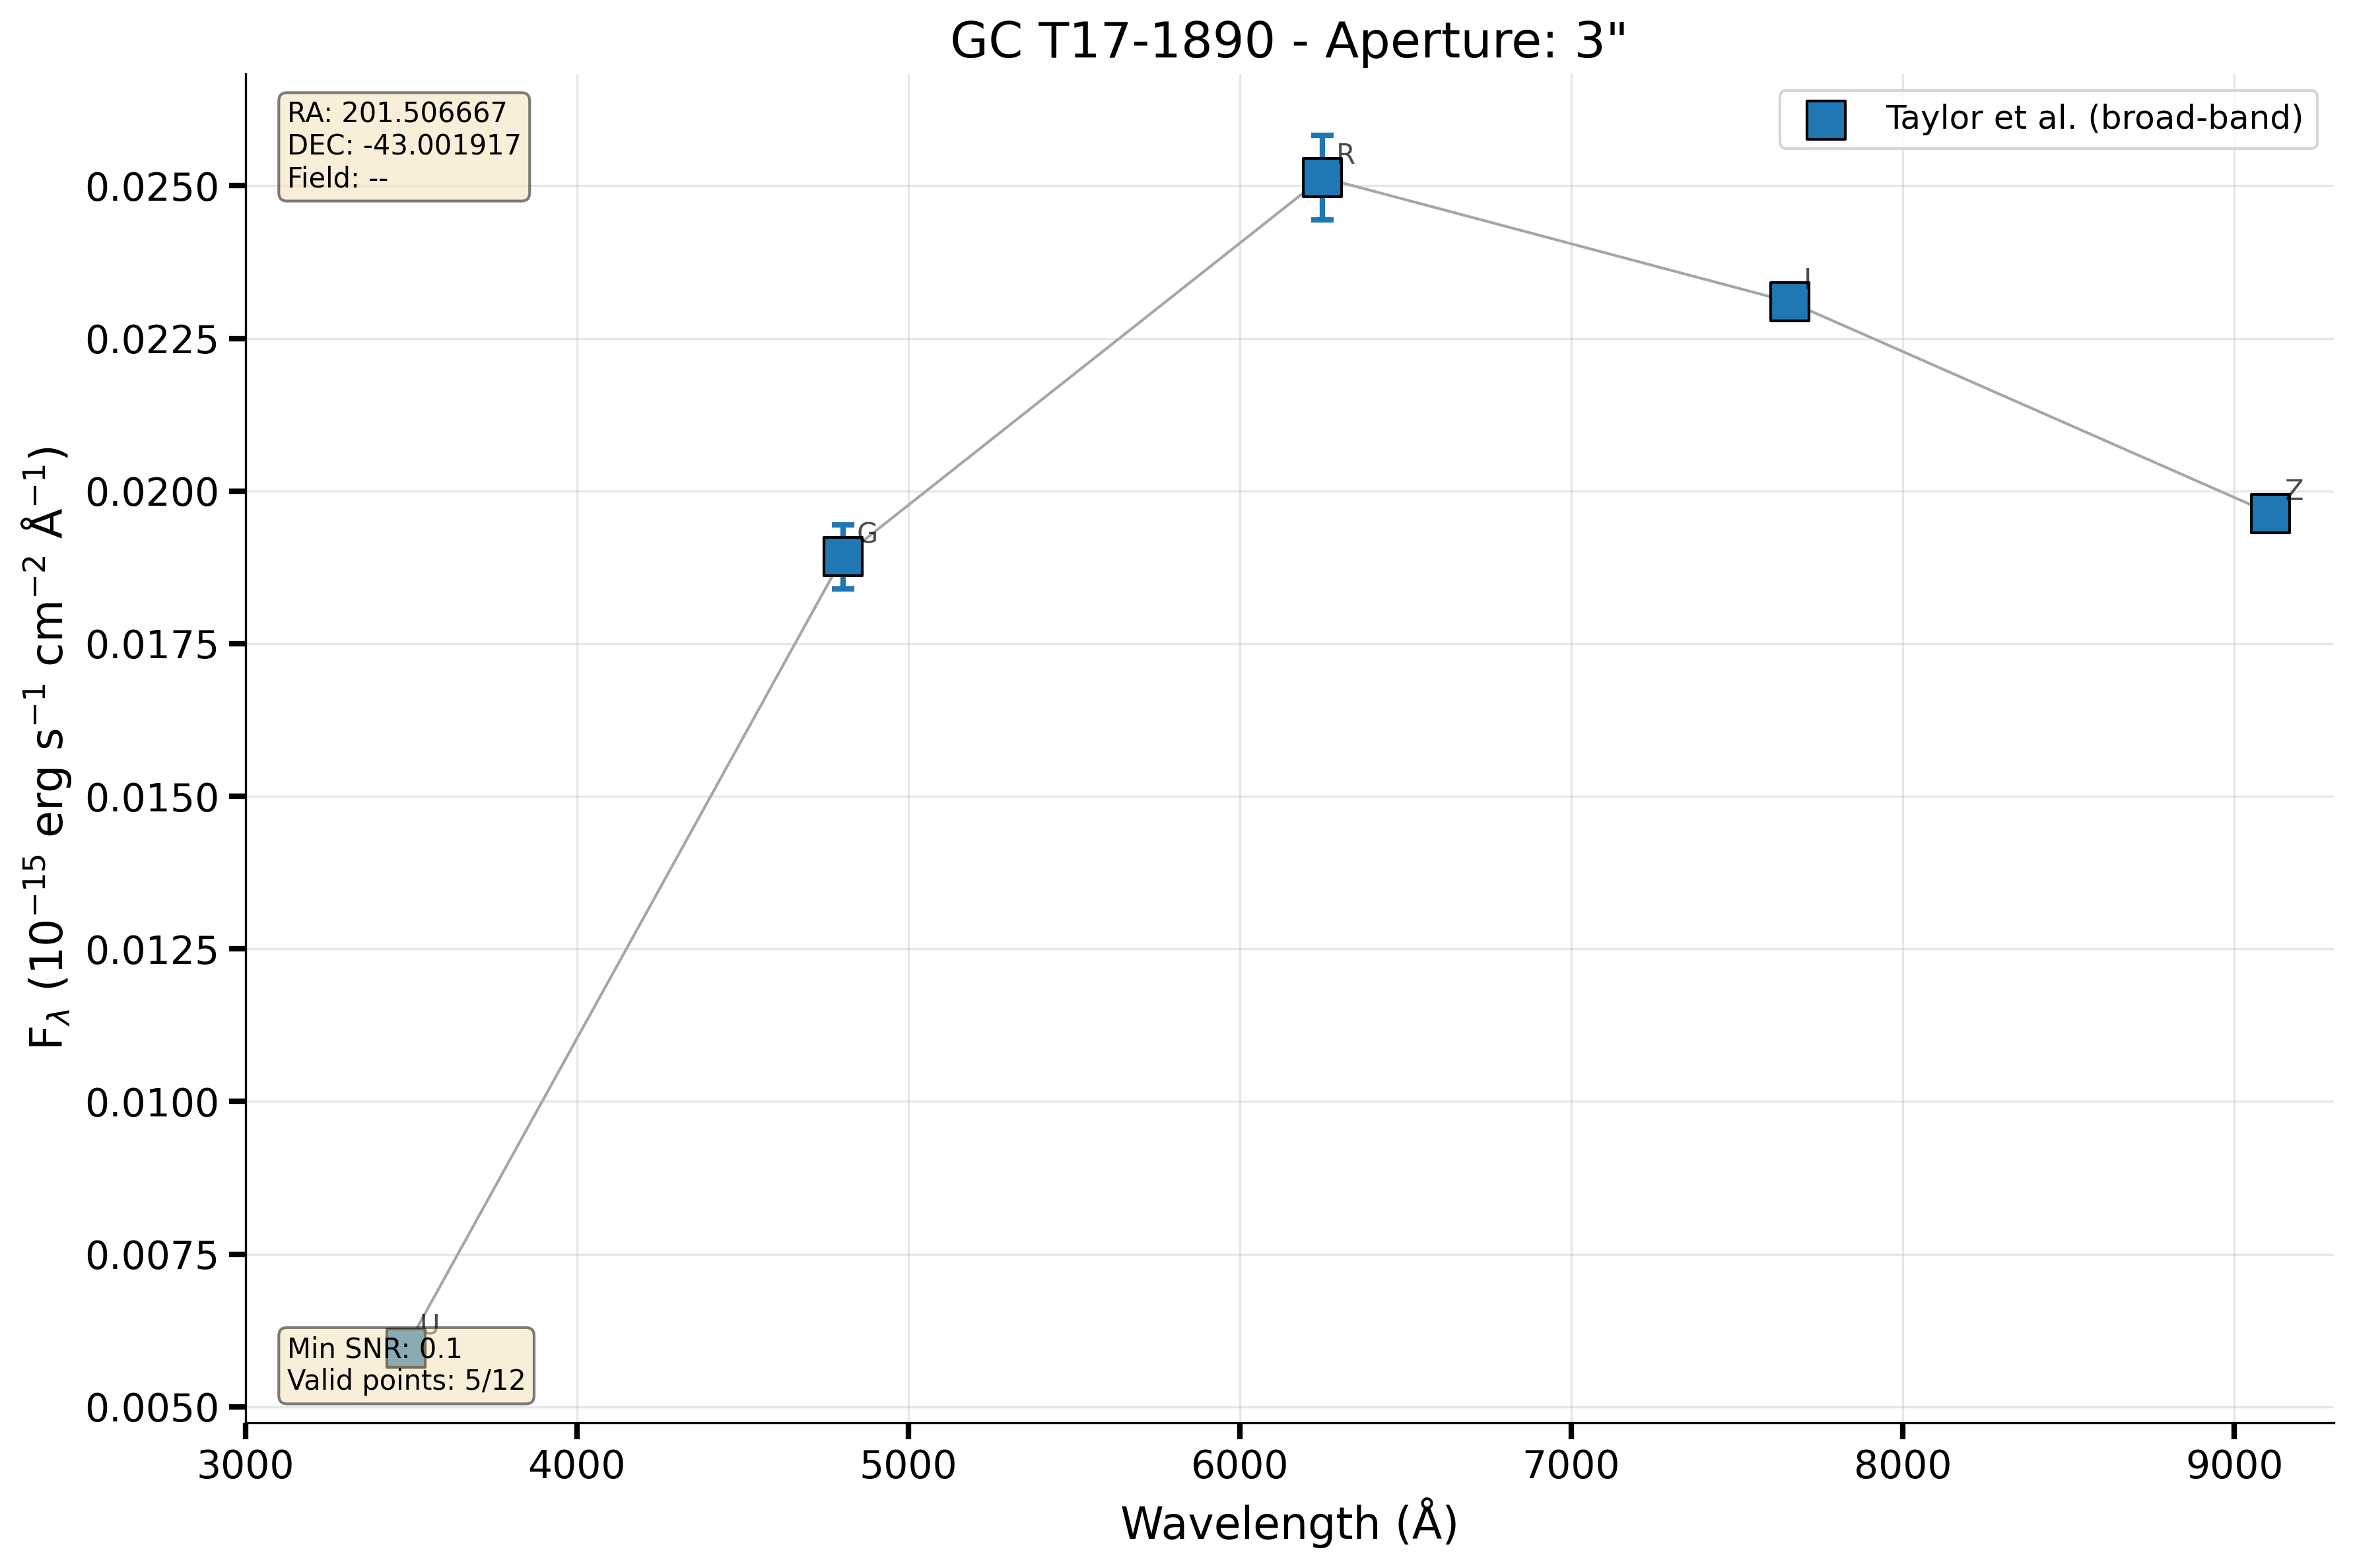 GC T17-1890 - Aperture: 3"
RA: 201.506667
DEC: -43.001917
Field: --
Taylor et al. (broad-band)
R
I
G
Z
U
Min SNR: 0.1
Valid points: 5/12
0.0250
0.0225
0.0200
0.0175
0.0150
0.0125
0.0100
0.0075
0.0050
F_λ (10⁻¹⁵ erg s⁻¹ cm⁻² Å⁻¹)
3000 4000 5000 6000 7000 8000 9000
Wavelength (Å)